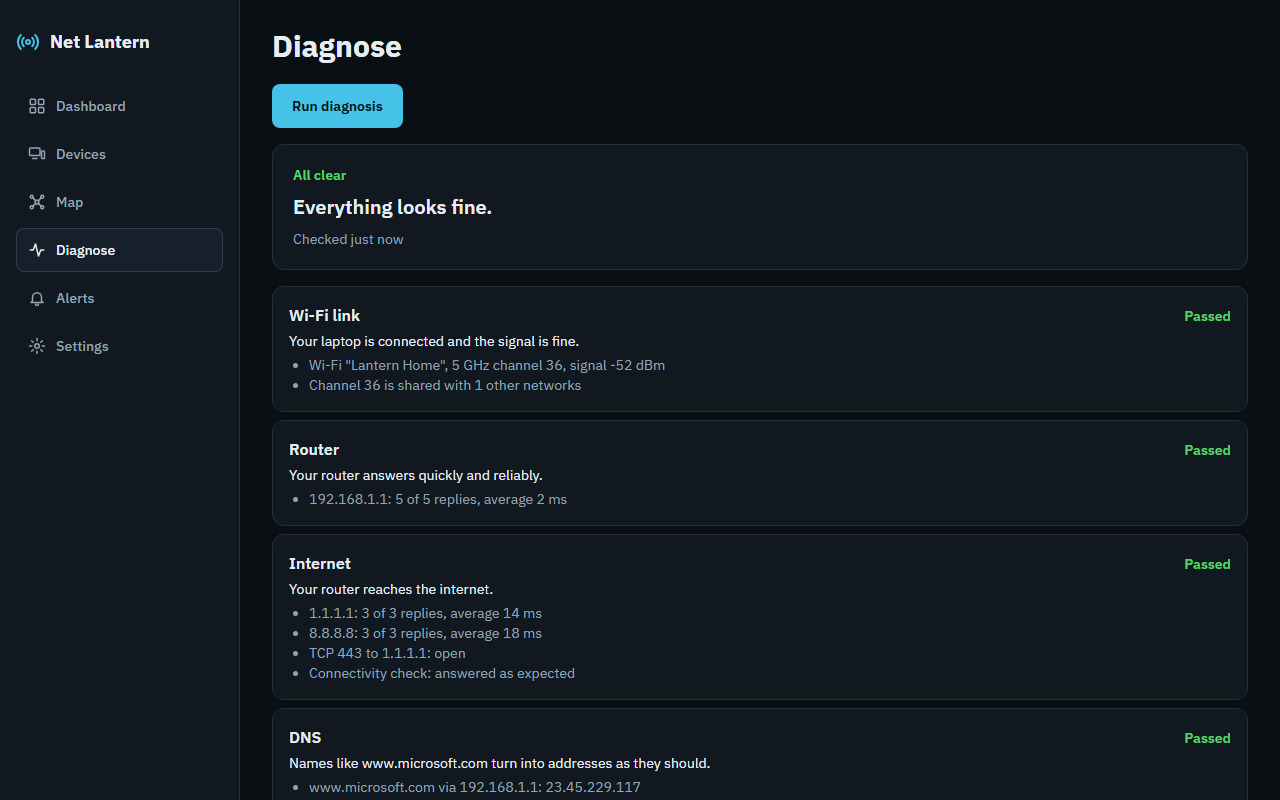 Net Lantern
Dashboard
Devices
Map
Diagnose
Alerts
Settings
Diagnose
Run diagnosis
All clear
Everything looks fine.
Checked just now
Wi-Fi link
Passed
Your laptop is connected and the signal is fine.
Wi-Fi "Lantern Home", 5 GHz channel 36, signal -52 dBm
Channel 36 is shared with 1 other networks
Router
Passed
Your router answers quickly and reliably.
192.168.1.1: 5 of 5 replies, average 2 ms
Internet
Passed
Your router reaches the internet.
1.1.1.1: 3 of 3 replies, average 14 ms
8.8.8.8: 3 of 3 replies, average 18 ms
TCP 443 to 1.1.1.1: open
Connectivity check: answered as expected
DNS
Passed
Names like www.microsoft.com turn into addresses as they should.
www.microsoft.com via 192.168.1.1: 23.45.229.117